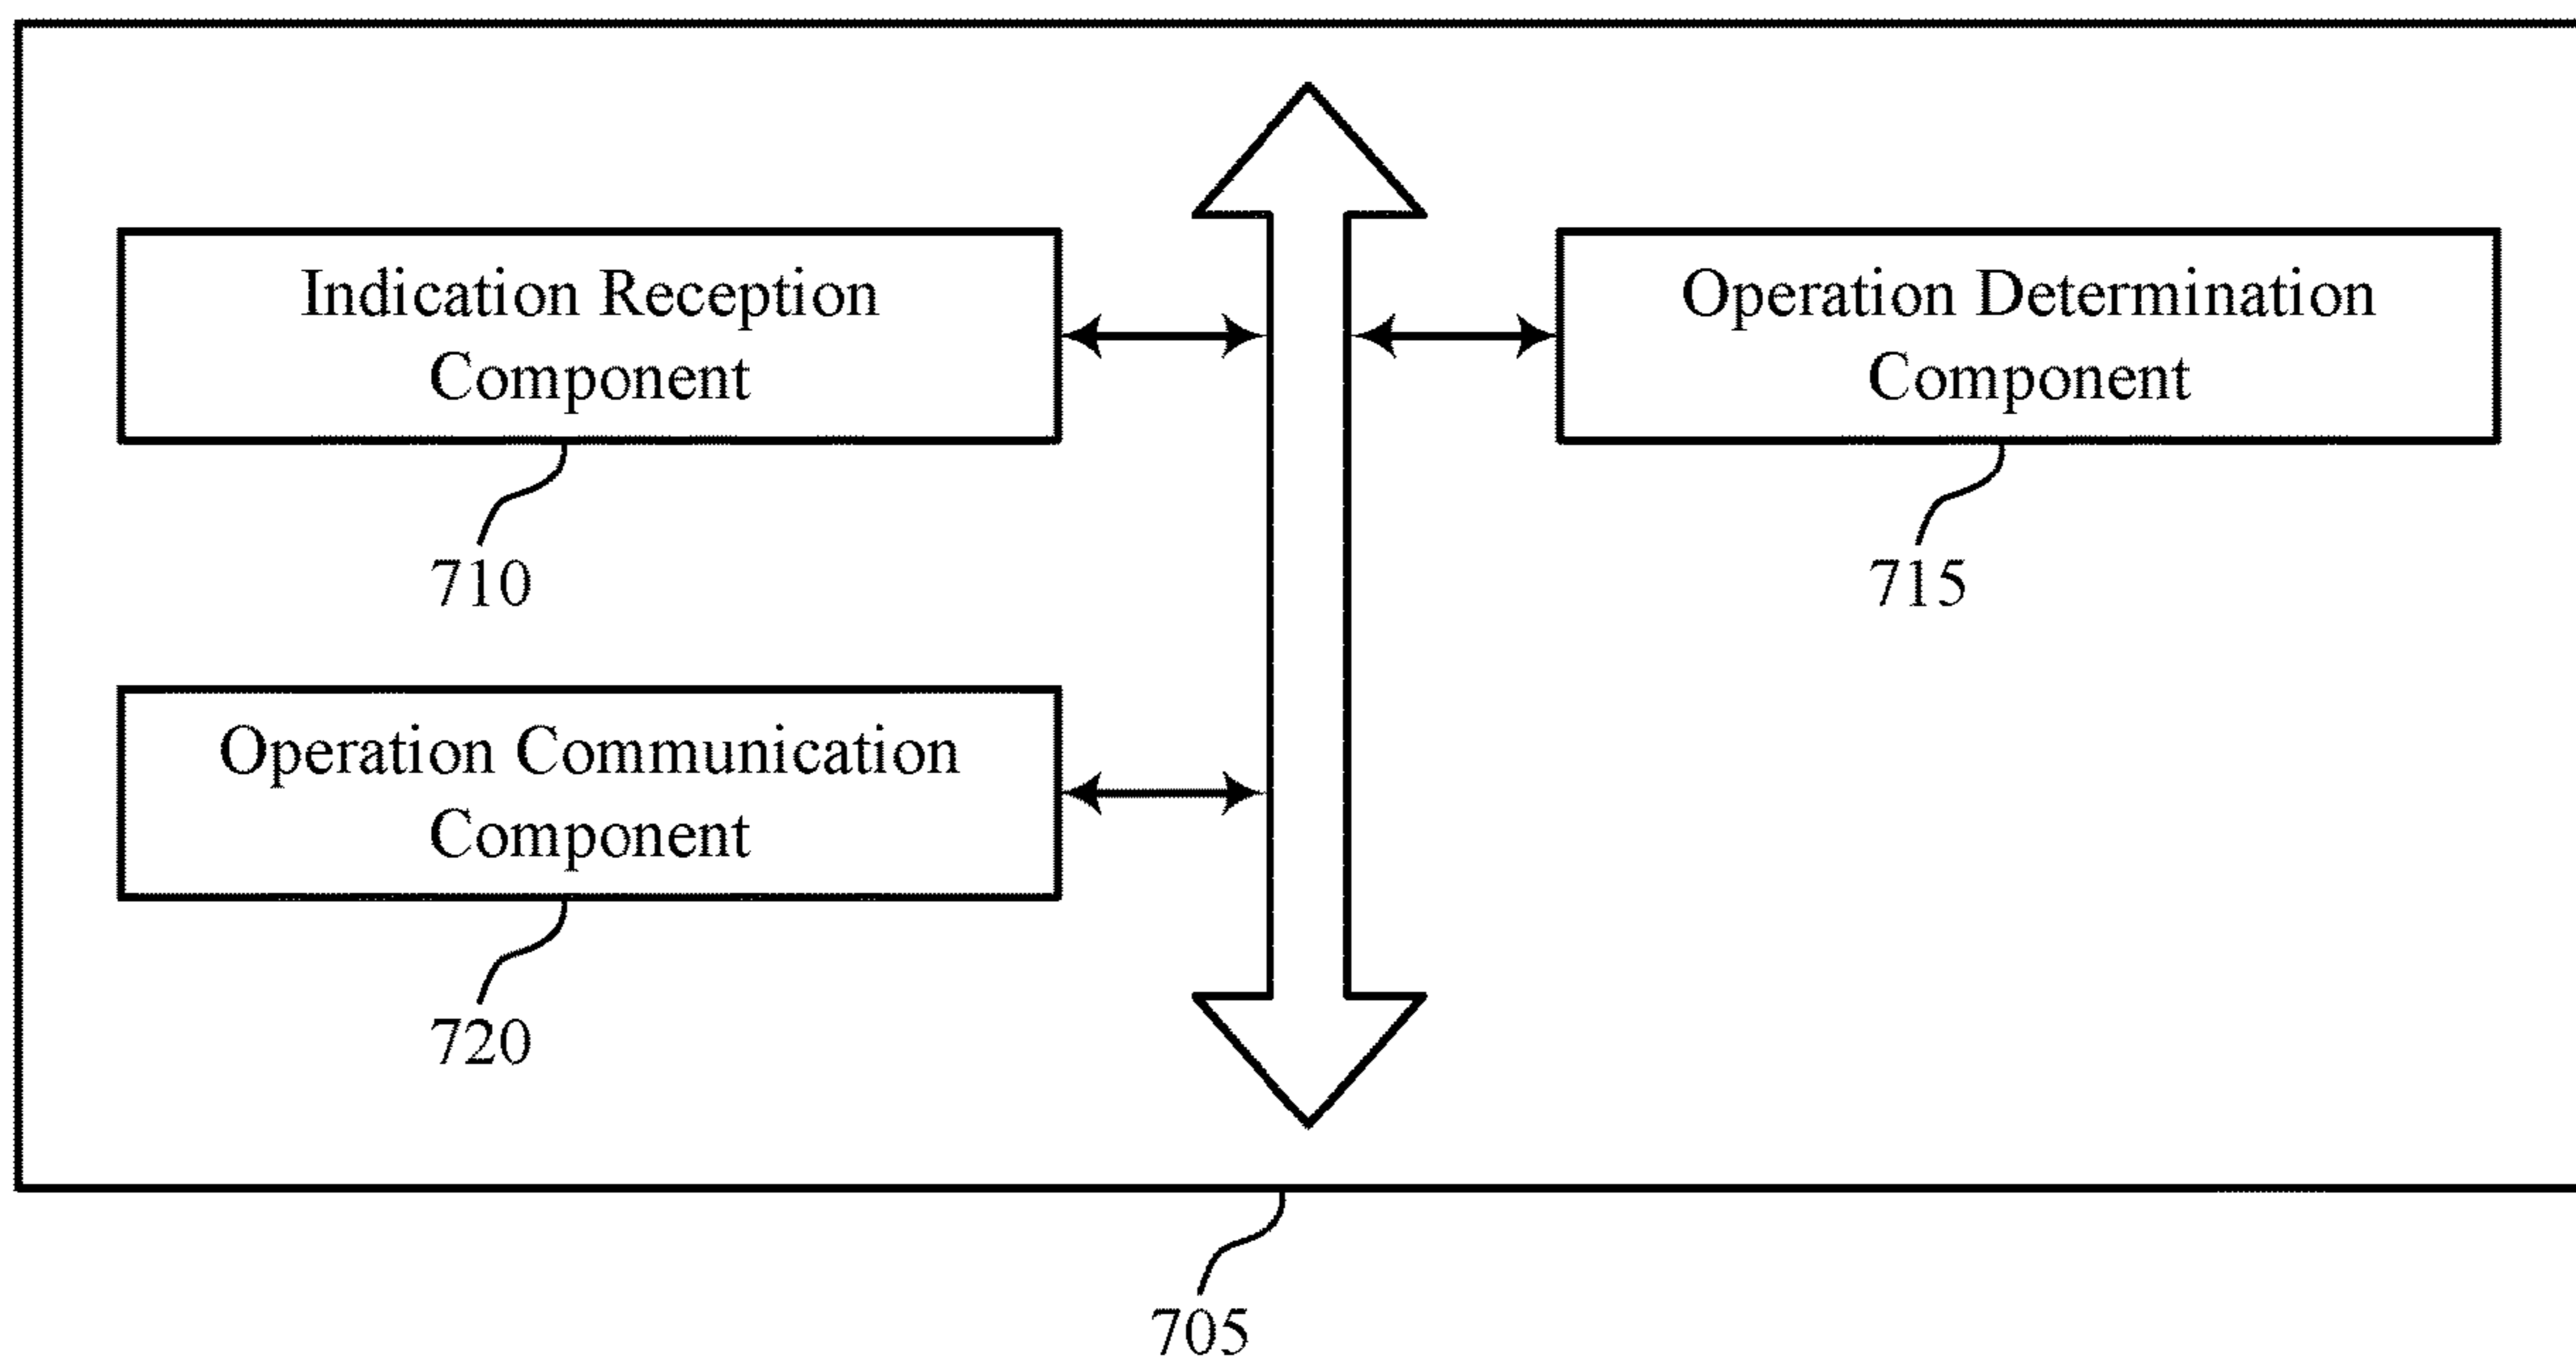 Indication Reception
Component
710
Operation Determination
Component
715
Operation Communication
Component
720
705